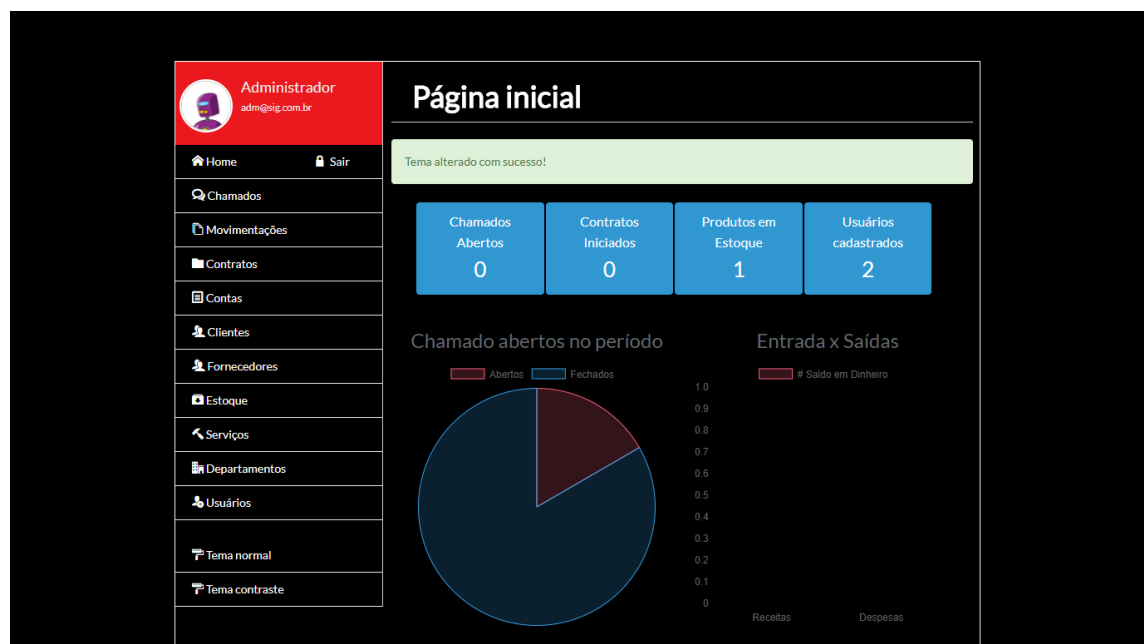 Administrador
adm@sig.com.br
Home
Sair
Chamados
Movimentações
Contratos
Contas
Clientes
Fornecedores
Estoque
Serviços
Departamentos
Usuários
Tema normal
Tema contraste
Página inicial
Tema alterado com sucesso!
Chamados
Abertos
0
Contratos
Iniciados
0
Produtos em
Estoque
1
Usuários
cadastrados
2
Chamado abertos no período
Abertos
Fechados
Entrada x Saídas
# Saldo em Dinheiro
1.0
0.9
0.8
0.7
0.6
0.5
0.4
0.3
0.2
0.1
0
Receitas
Despesas